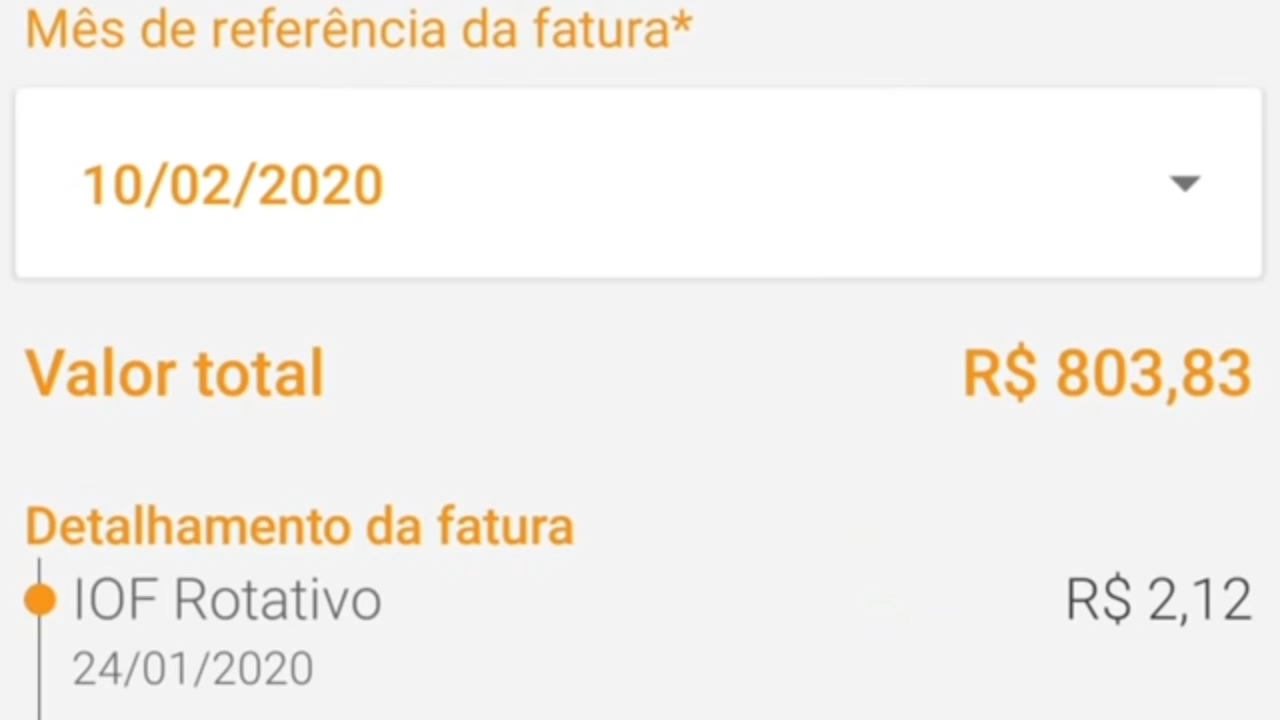 Mês de referência da fatura*
10/02/2020
Valor total R$ 803,83
Detalhamento da fatura
IOF Rotativo R$ 2,12
24/01/2020